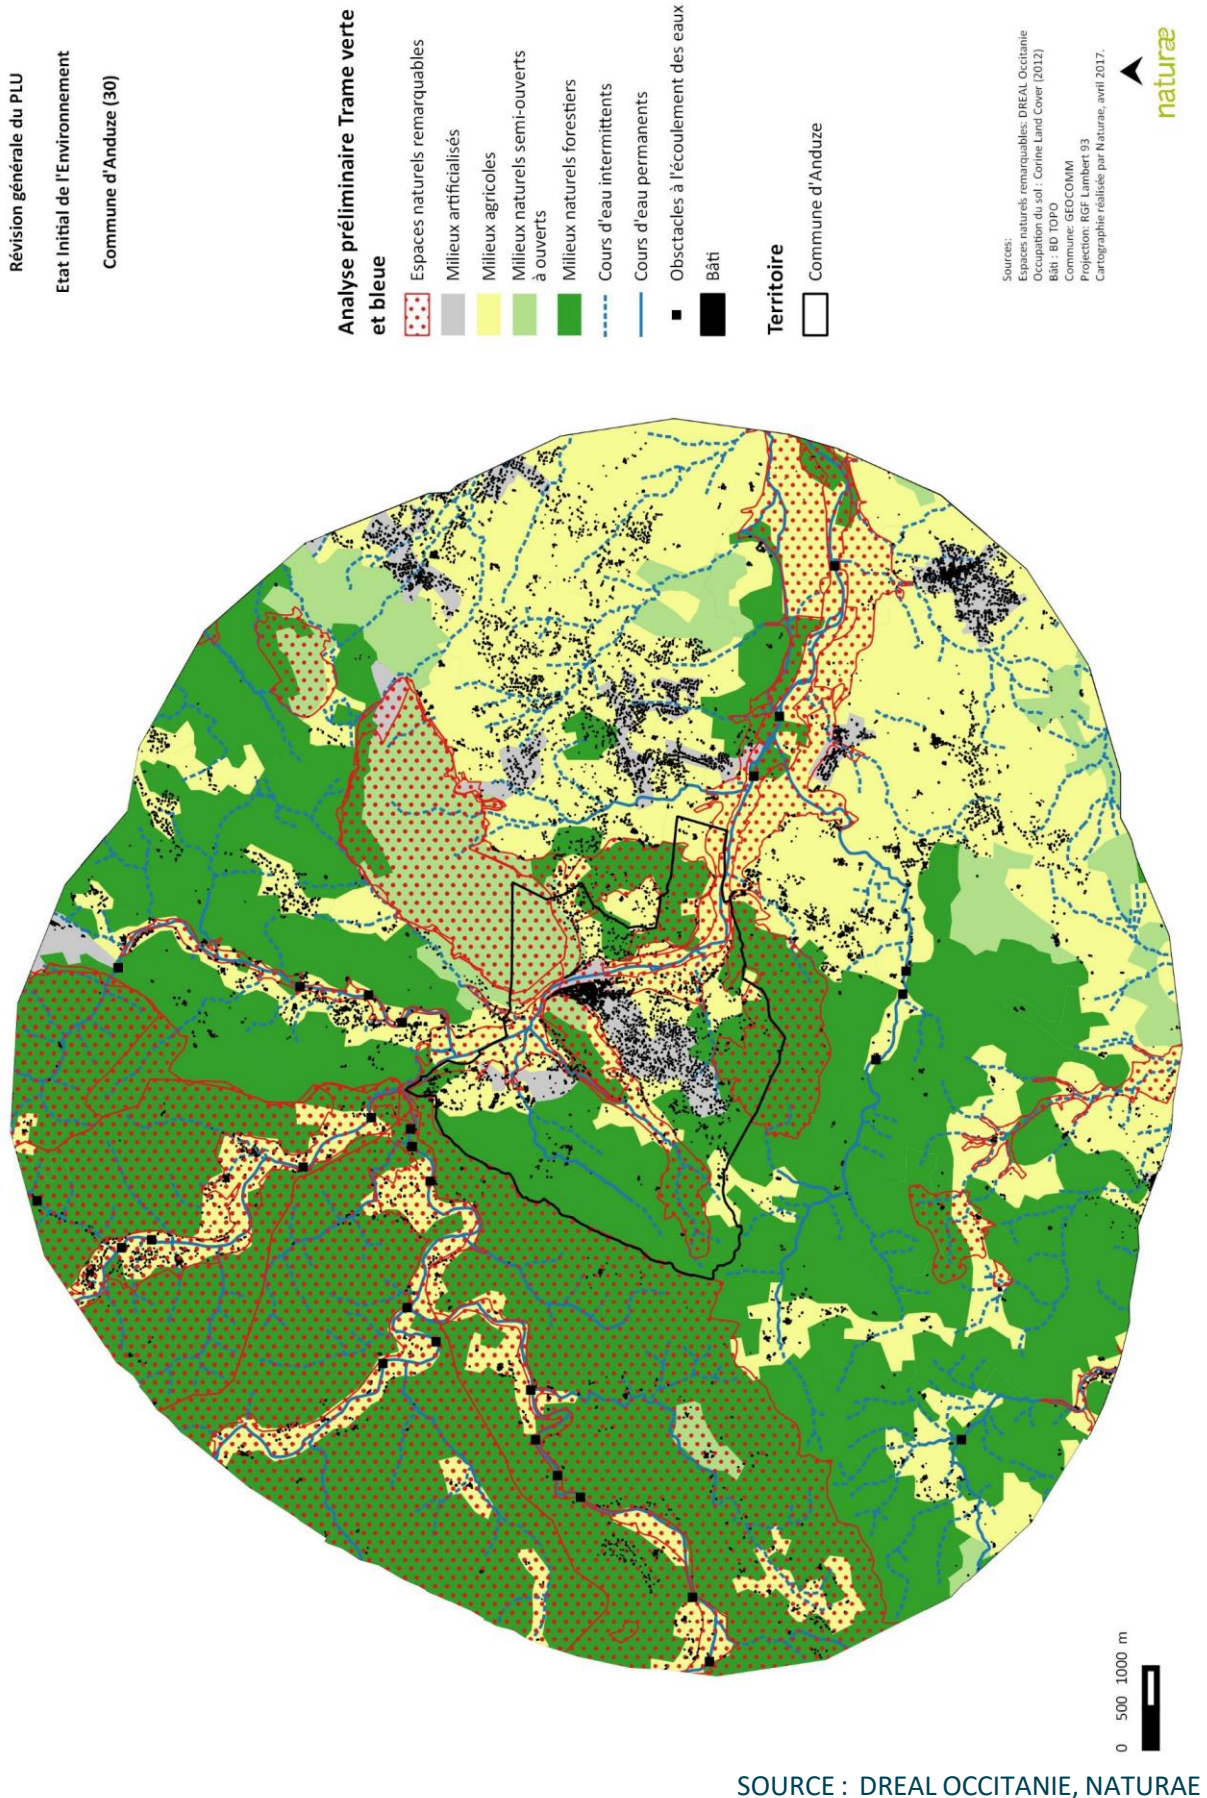 Révision générale du PLU
Etat Initial de l'Environnement
Commune d'Anduze (30)
Analyse préliminaire Trame verte
et bleue
Espaces naturels remarquables
Milieux artificialisés
Milieux agricoles
Milieux naturels semi-ouverts
à ouverts
Milieux naturels forestiers
Cours d'eau intermittents
Cours d'eau permanents
Obsctacles à l'écoulement des eaux
Bâti
Territoire
Commune d'Anduze
Sources:
Espaces naturels remarquables: DREAL Occitanie
Occupation du sol : Corine Land Cover (2012)
Bâti : BD TOPO
Commune: GEOCOMM
Projection: RGF Lambert 93
Cartographie réalisée par Naturae, avril 2017.
naturæ
0 500 1000 m
SOURCE : DREAL OCCITANIE, NATURAE